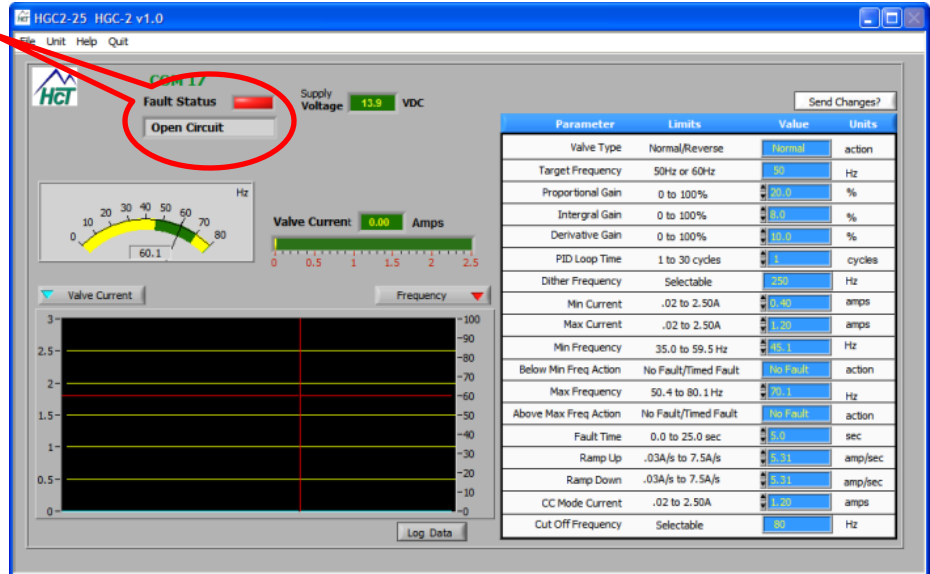 HCT HGC2-25 HGC-2 v1.0
File Unit Help Quit
HCT
COM 17
Fault Status
Open Circuit
Supply
Voltage 13.9 VDC
Send Changes?
Parameter Limits Value Units
Valve Type Normal/Reverse Normal action
Target Frequency 50Hz or 60Hz 50 Hz
Proportional Gain 0 to 100% 20.0 %
Intergral Gain 0 to 100% 8.0 %
Derivative Gain 0 to 100% 10.0 %
PID Loop Time 1 to 30 cycles 1 cycles
Dither Frequency Selectable 250 Hz
Min Current .02 to 2.50A 0.40 amps
Max Current .02 to 2.50A 1.20 amps
Min Frequency 35.0 to 59.5 Hz 45.1 Hz
Below Min Freq Action No Fault/Timed Fault No Fault action
Max Frequency 50.4 to 80.1 Hz 70.1 Hz
Above Max Freq Action No Fault/Timed Fault No Fault action
Fault Time 0.0 to 25.0 sec 5.0 sec
Ramp Up .03A/s to 7.5A/s 5.31 amp/sec
Ramp Down .03A/s to 7.5A/s 5.31 amp/sec
CC Mode Current .02 to 2.50A 1.20 amps
Cut Off Frequency Selectable 80 Hz
Hz
0 10 20 30 40 50 60 70 80
60.1
Valve Current 0.00 Amps
0 0.5 1 1.5 2 2.5
Valve Current
Frequency
3 100
90
2.5 80
70
2 60
1.5 50
40
1 30
0.5 20
10
0 0
Log Data